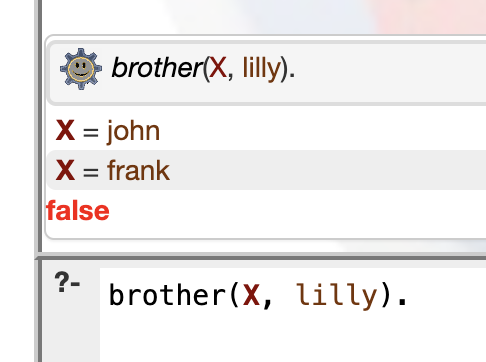 brother(X, lilly).
X = john
X = frank
false
?- brother(X, lilly).